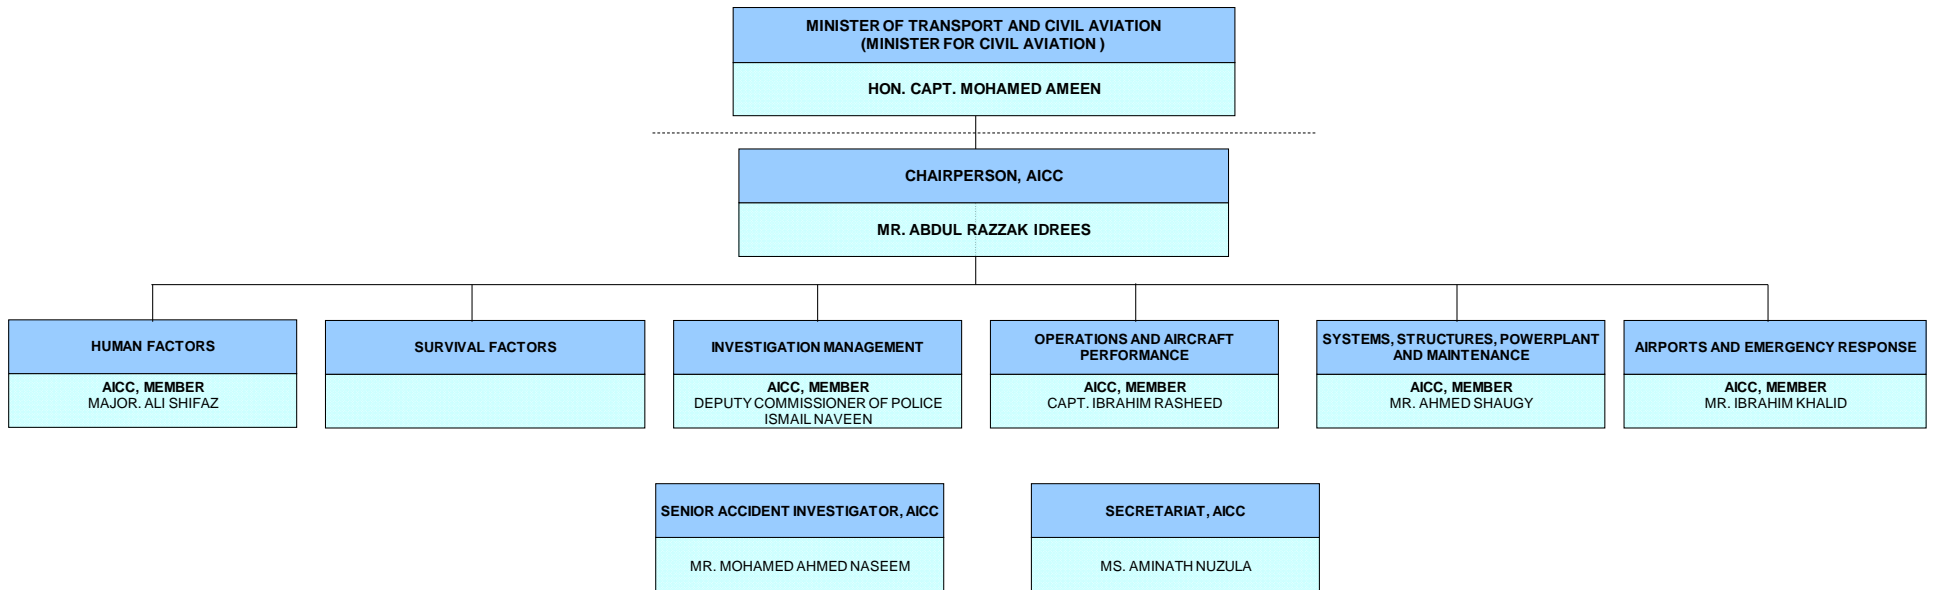 MINISTER OF TRANSPORT AND CIVIL AVIATION
(MINISTER FOR CIVIL AVIATION )
HON. CAPT. MOHAMED AMEEN
CHAIRPERSON, AICC
MR. ABDUL RAZZAK IDREES
HUMAN FACTORS
AICC, MEMBER
MAJOR. ALI SHIFAZ
SURVIVAL FACTORS
INVESTIGATION MANAGEMENT
AICC, MEMBER
DEPUTY COMMISSIONER OF POLICE
ISMAIL NAVEEN
OPERATIONS AND AIRCRAFT
PERFORMANCE
AICC, MEMBER
CAPT. IBRAHIM RASHEED
SYSTEMS, STRUCTURES, POWERPLANT
AND MAINTENANCE
AICC, MEMBER
MR. AHMED SHAUGY
AIRPORTS AND EMERGENCY RESPONSE
AICC, MEMBER
MR. IBRAHIM KHALID
SENIOR ACCIDENT INVESTIGATOR, AICC
MR. MOHAMED AHMED NASEEM
SECRETARIAT, AICC
MS. AMINATH NUZULA